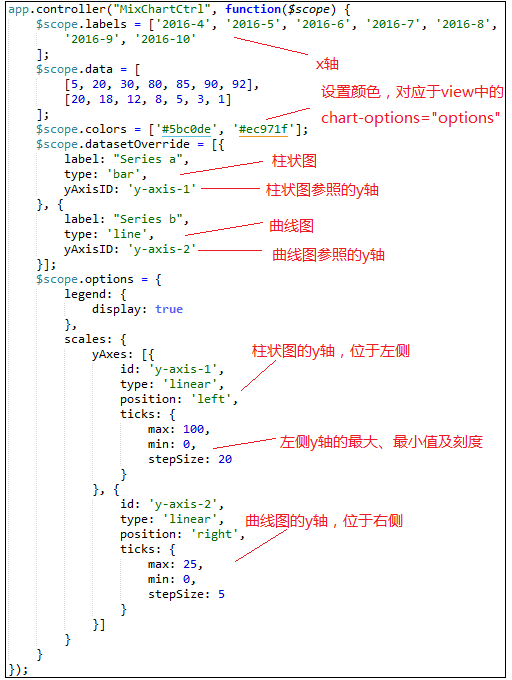 app.controller("MixChartCtrl", function($scope) {
$scope.labels = ['2016-4', '2016-5', '2016-6', '2016-7', '2016-8',
'2016-9', '2016-10'
];
x轴
$scope.data = [
[5, 20, 30, 80, 85, 90, 92],
[20, 18, 12, 8, 5, 3, 1]
];
设置颜色，对应于view中的
chart-options="options"
$scope.colors = ['#5bc0de', '#ec971f'];
$scope.datasetOverride = [{
label: "Series a",
type: 'bar',
柱状图
yAxisID: 'y-axis-1'
柱状图参照的y轴
}, {
label: "Series b",
type: 'line',
曲线图
yAxisID: 'y-axis-2'
曲线图参照的y轴
}];
$scope.options = {
legend: {
display: true
},
scales: {
yAxes: [{
柱状图的y轴，位于左侧
id: 'y-axis-1',
type: 'linear',
position: 'left',
ticks: {
max: 100,
min: 0,
左侧y轴的最大、最小值及刻度
stepSize: 20
}
}, {
id: 'y-axis-2',
曲线图的y轴，位于右侧
type: 'linear',
position: 'right',
ticks: {
max: 25,
min: 0,
stepSize: 5
}
}]
}
}
});